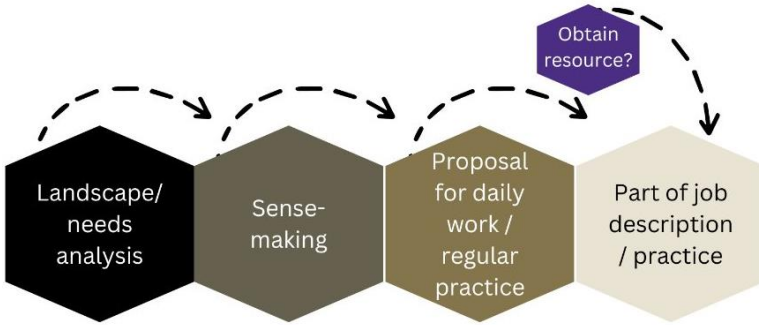 Obtain
resource?
Landscape/
needs
analysis
Sense-
making
Proposal
for daily
work /
regular
practice
Part of job
description
/ practice